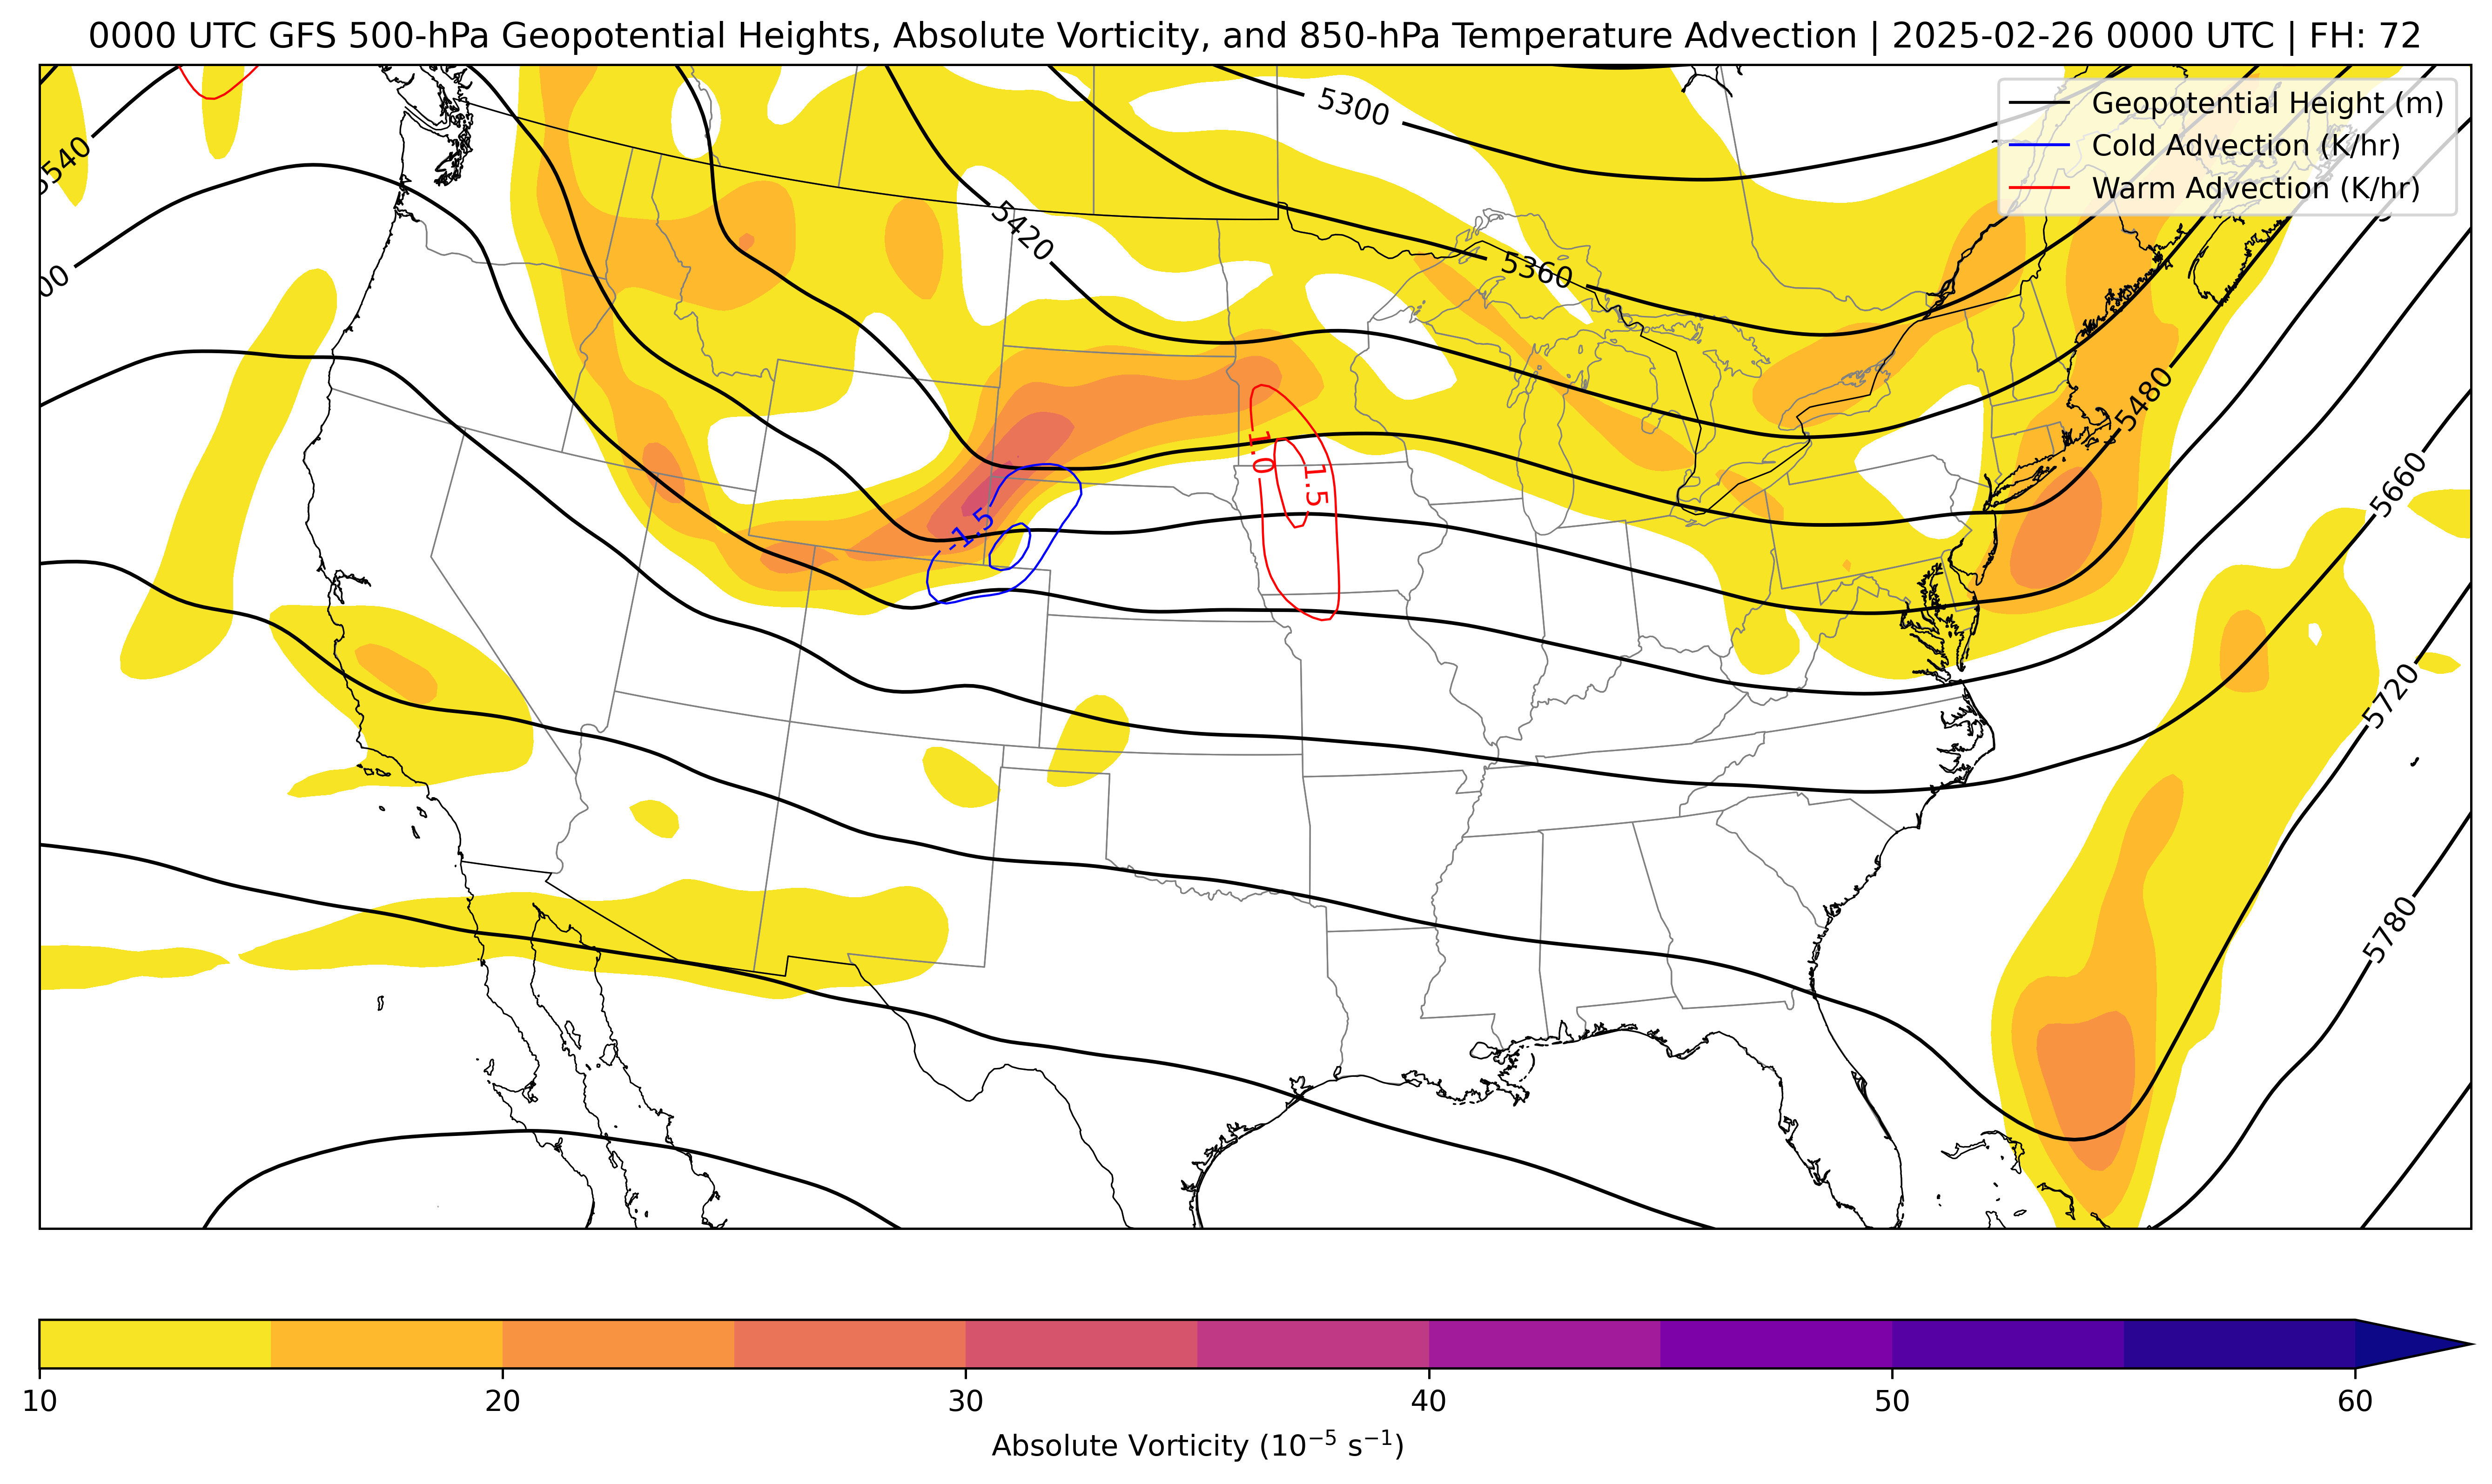 0000 UTC GFS 500-hPa Geopotential Heights, Absolute Vorticity, and 850-hPa Temperature Advection | 2025-02-26 0000 UTC | FH: 72
Geopotential Height (m)
Cold Advection (K/hr)
Warm Advection (K/hr)
5300
5420
5360
5480
5660
5720
5780
1.0
1.5
-1.5
10 20 30 40 50 60
Absolute Vorticity (10⁻⁵ s⁻¹)